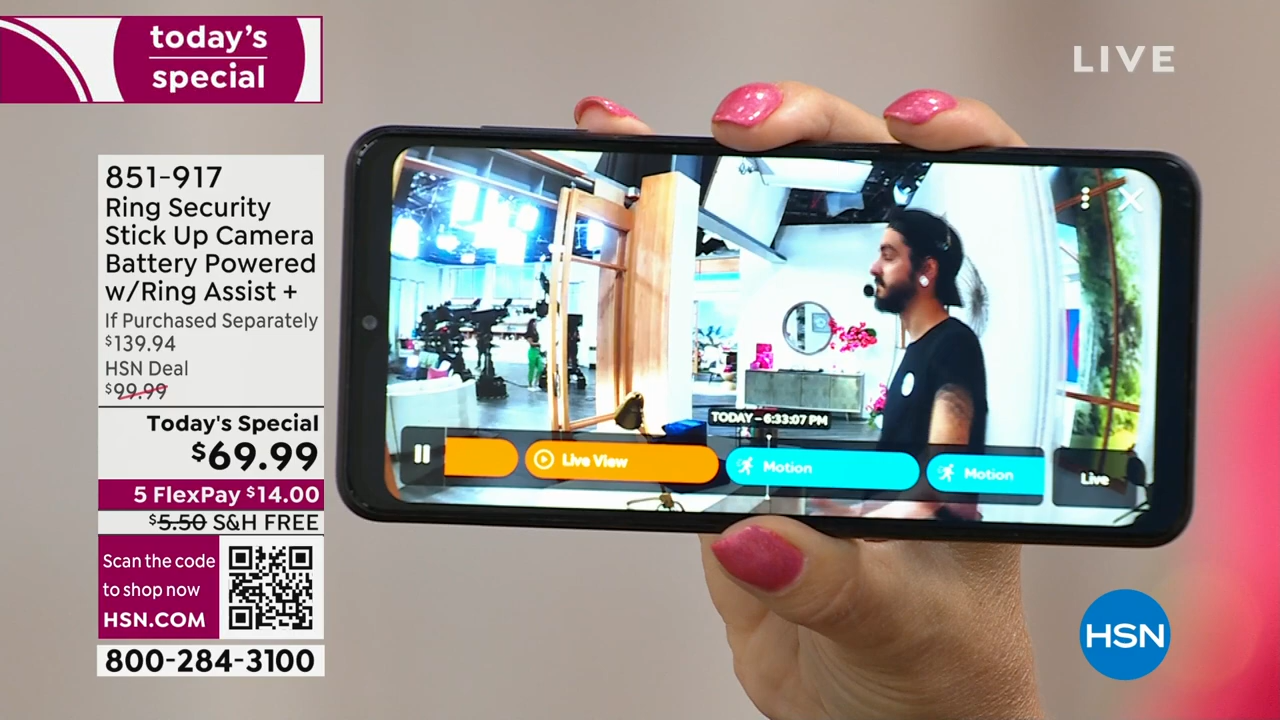 today's
special
LIVE
851-917
Ring Security
Stick Up Camera
Battery Powered
w/Ring Assist +
If Purchased Separately
$139.94
HSN Deal
$99.99
Today's Special
$69.99
5 FlexPay $14.00
$5.50 S&H FREE
Scan the code
to shop now
HSN.COM
800-284-3100
TODAY – 6:33:07 PM
Live View
Motion
Motion
Live
HSN